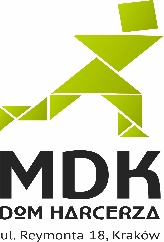 MDK
DOM HARCERZA
ul. Reymonta 18, Kraków